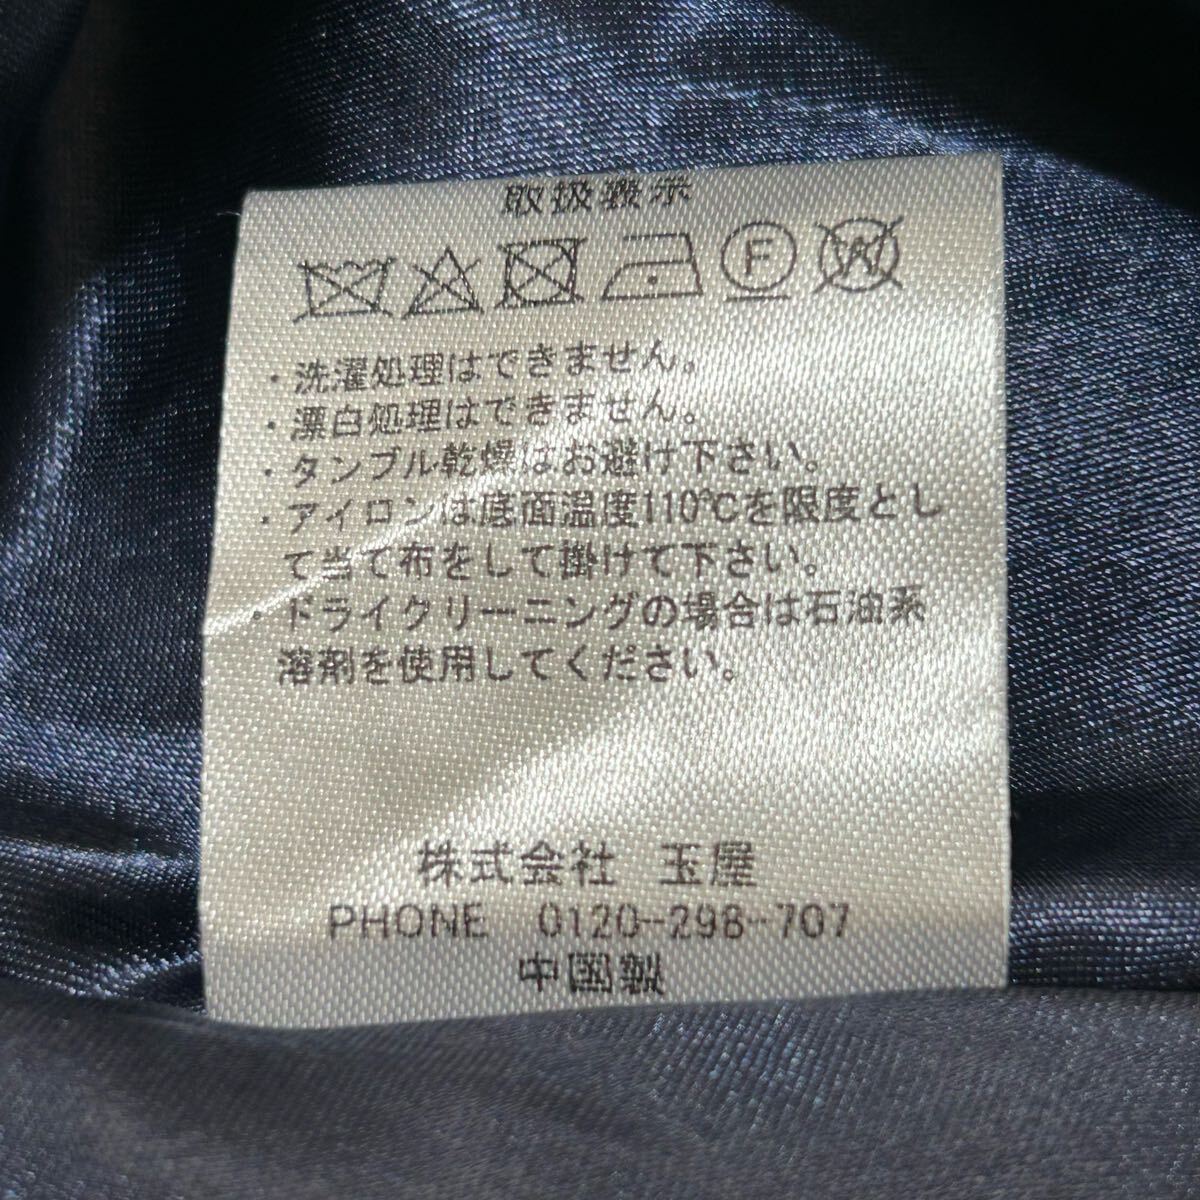 取扱表示
F W
・洗濯処理はできません。
・漂白処理はできません。
・タンブル乾燥はお避け下さい。
・アイロンは底面温度110℃を限度とし
て当て布をして掛けて下さい。
・ドライクリーニングの場合は石油系
溶剤を使用してください。
株式会社 玉屋
PHONE 0120-298-707
中国製